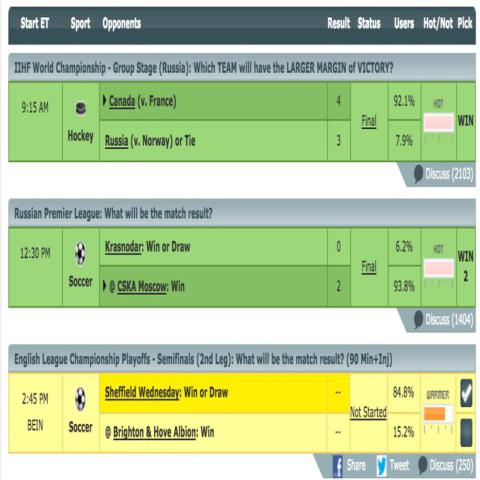 Start ET Sport Opponents Result Status Users Hot/Not Pick
IIHF World Championship - Group Stage (Russia): Which TEAM will have the LARGER MARGIN of VICTORY?
9:15 AM Hockey Canada (v. France) 4 Final 92.1% HOT WIN
Russia (v. Norway) or Tie 3 7.9%
Discuss (2103)
Russian Premier League: What will be the match result?
12:30 PM Soccer Krasnodar: Win or Draw 0 Final 6.2% HOT WIN 2
@ CSKA Moscow: Win 2 93.8%
Discuss (1404)
English League Championship Playoffs - Semifinals (2nd Leg): What will be the match result? (90 Min+Inj)
2:45 PM BEIN Soccer Sheffield Wednesday: Win or Draw -- Not Started 84.8% WARMER
@ Brighton & Hove Albion: Win -- 15.2%
f Share Tweet Discuss (250)